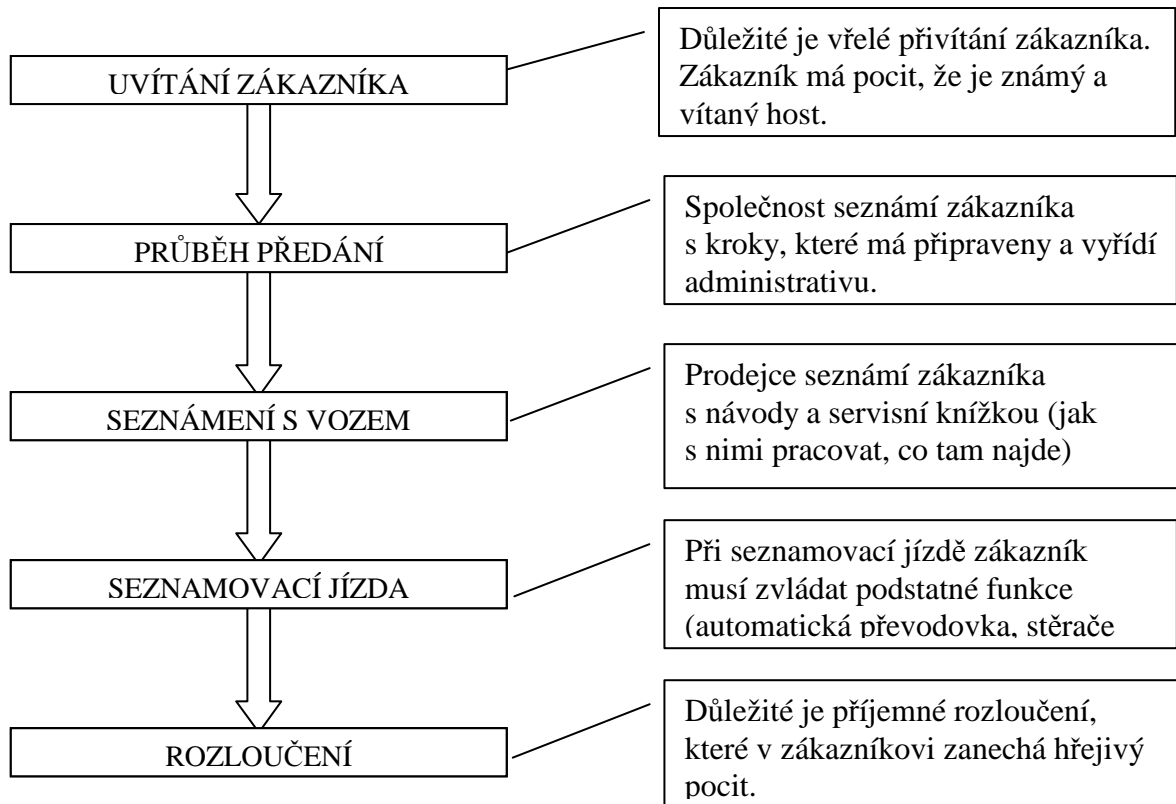 UVÍTÁNÍ ZÁKAZNÍKA
Důležité je vřelé přivítání zákazníka.
Zákazník má pocit, že je známý a
vítaný host.
PRŮBĚH PŘEDÁNÍ
Společnost seznámí zákazníka
s kroky, které má připraveny a vyřídí
administrativu.
SEZNÁMENÍ S VOZEM
Prodejce seznámí zákazníka
s návody a servisní knížkou (jak
s nimi pracovat, co tam najde)
SEZNAMOVACÍ JÍZDA
Při seznamovací jízdě zákazník
musí zvládat podstatné funkce
(automatická převodovka, stěrače
ROZLOUČENÍ
Důležité je příjemné rozloučení,
které v zákazníkovi zanechá hřejivý
pocit.